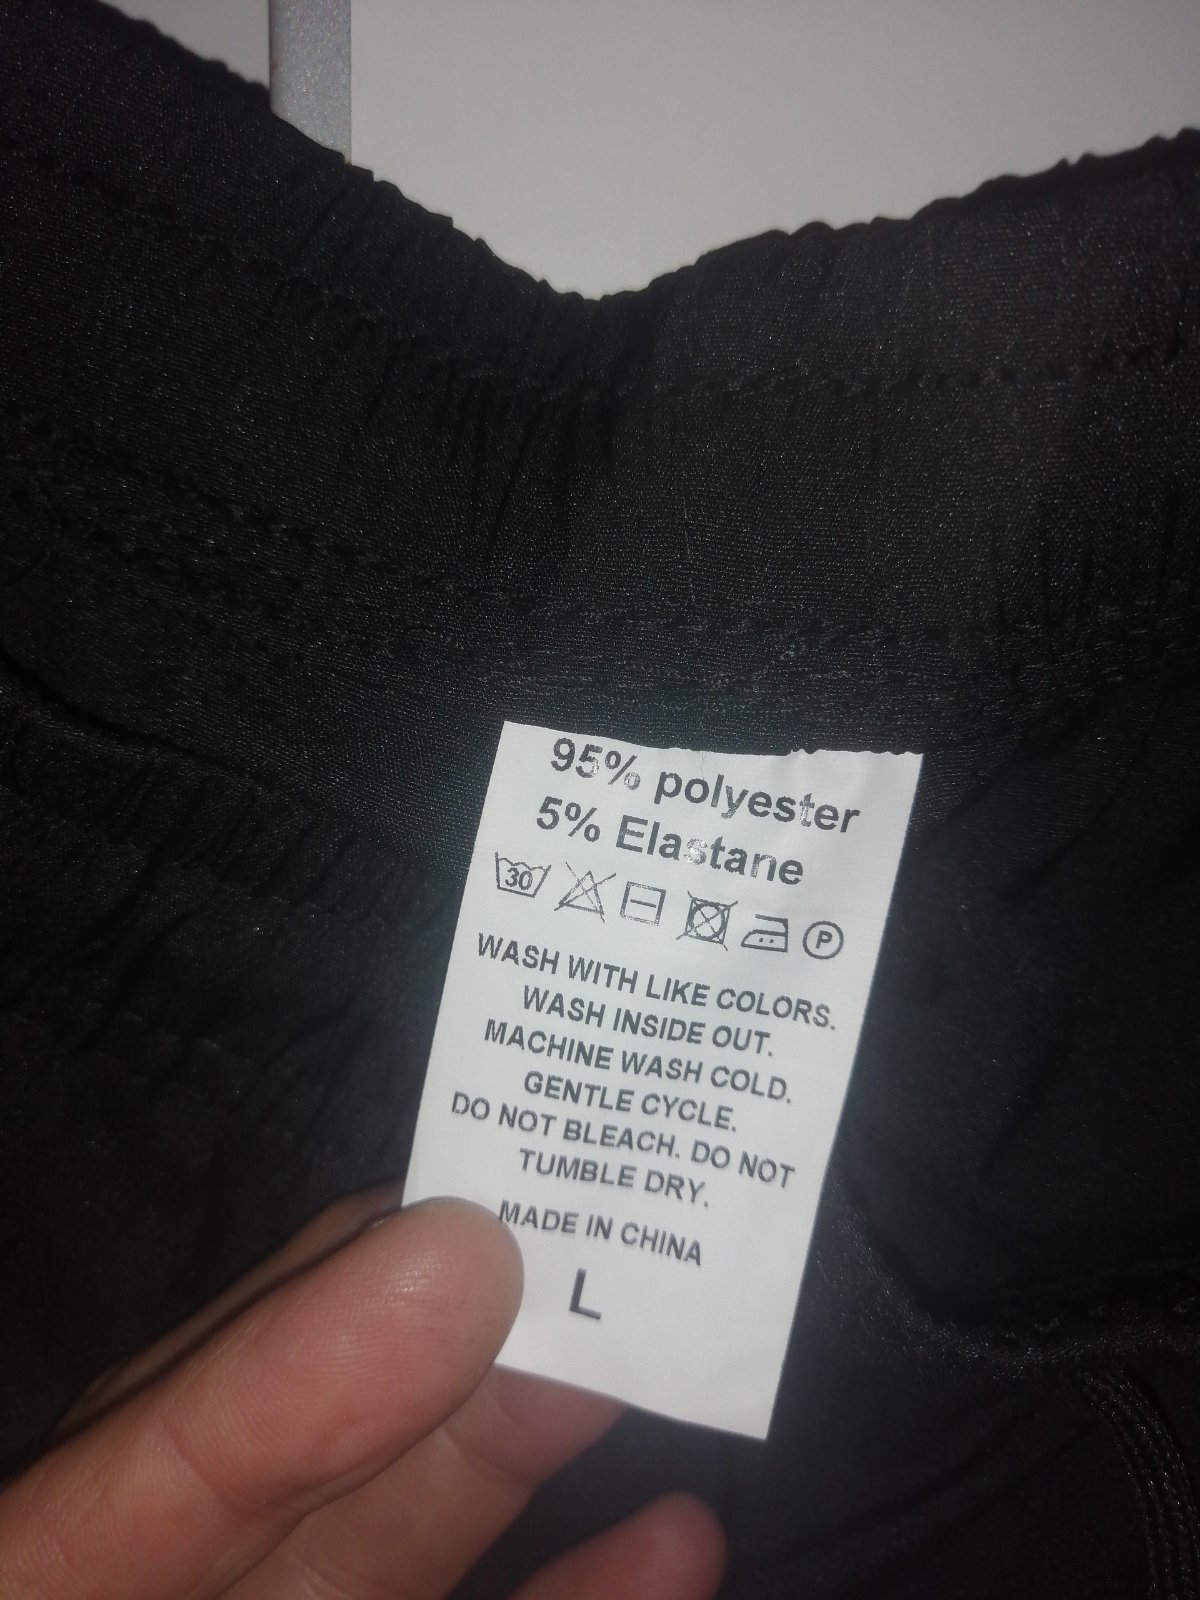 95% polyester
5% Elastane
30 P
WASH WITH LIKE COLORS.
WASH INSIDE OUT.
MACHINE WASH COLD.
GENTLE CYCLE.
DO NOT BLEACH. DO NOT
TUMBLE DRY.
MADE IN CHINA
L